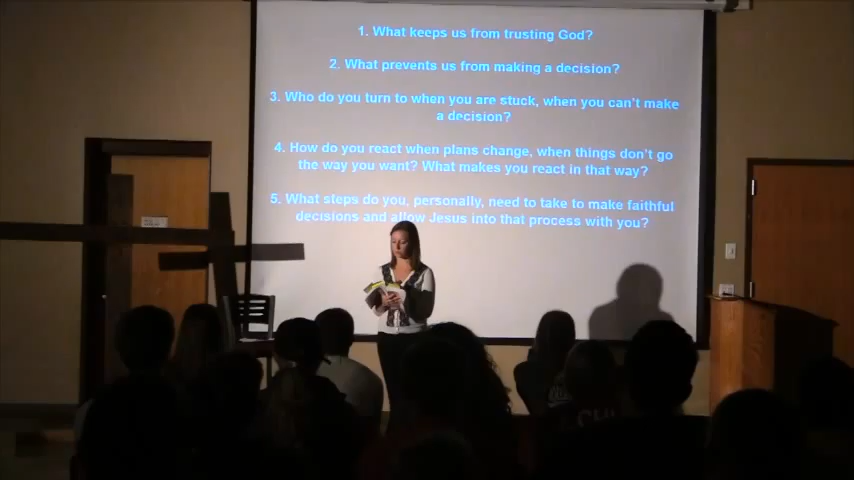 1. What keeps us from trusting God?
2. What prevents us from making a decision?
3. Who do you turn to when you are stuck, when you can't make
a decision?
4. How do you react when plans change, when things don't go
the way you want? What makes you react in that way?
5. What steps do you, personally, need to take to make faithful
decisions and allow Jesus into that process with you?